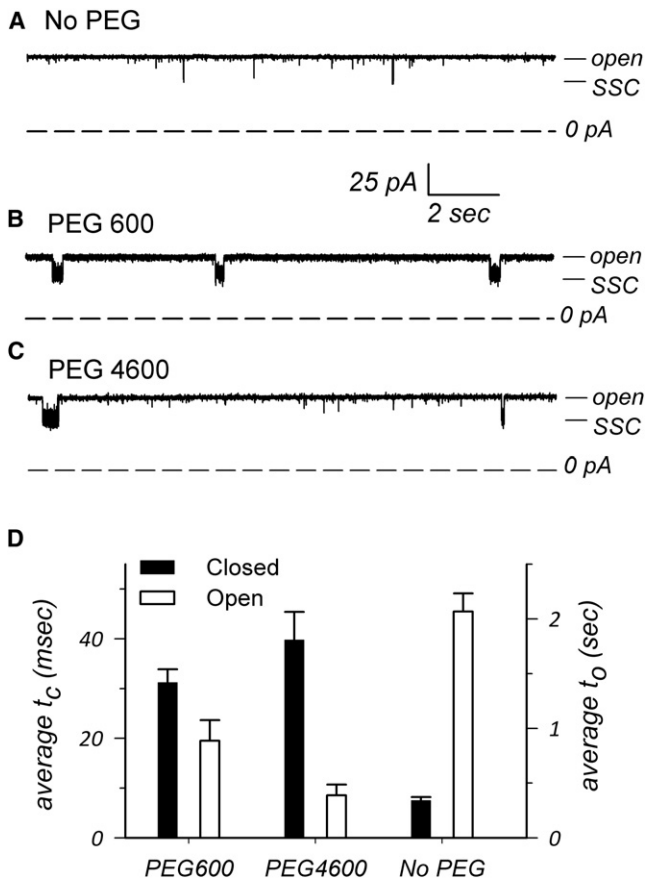 A No PEG
open
SSC
0 pA
25 pA
2 sec
B PEG 600
open
SSC
0 pA
C PEG 4600
open
SSC
0 pA
D
Closed
Open
average tC (msec)
40
20
0
2
1
0
average tO (sec)
PEG600 PEG4600 No PEG